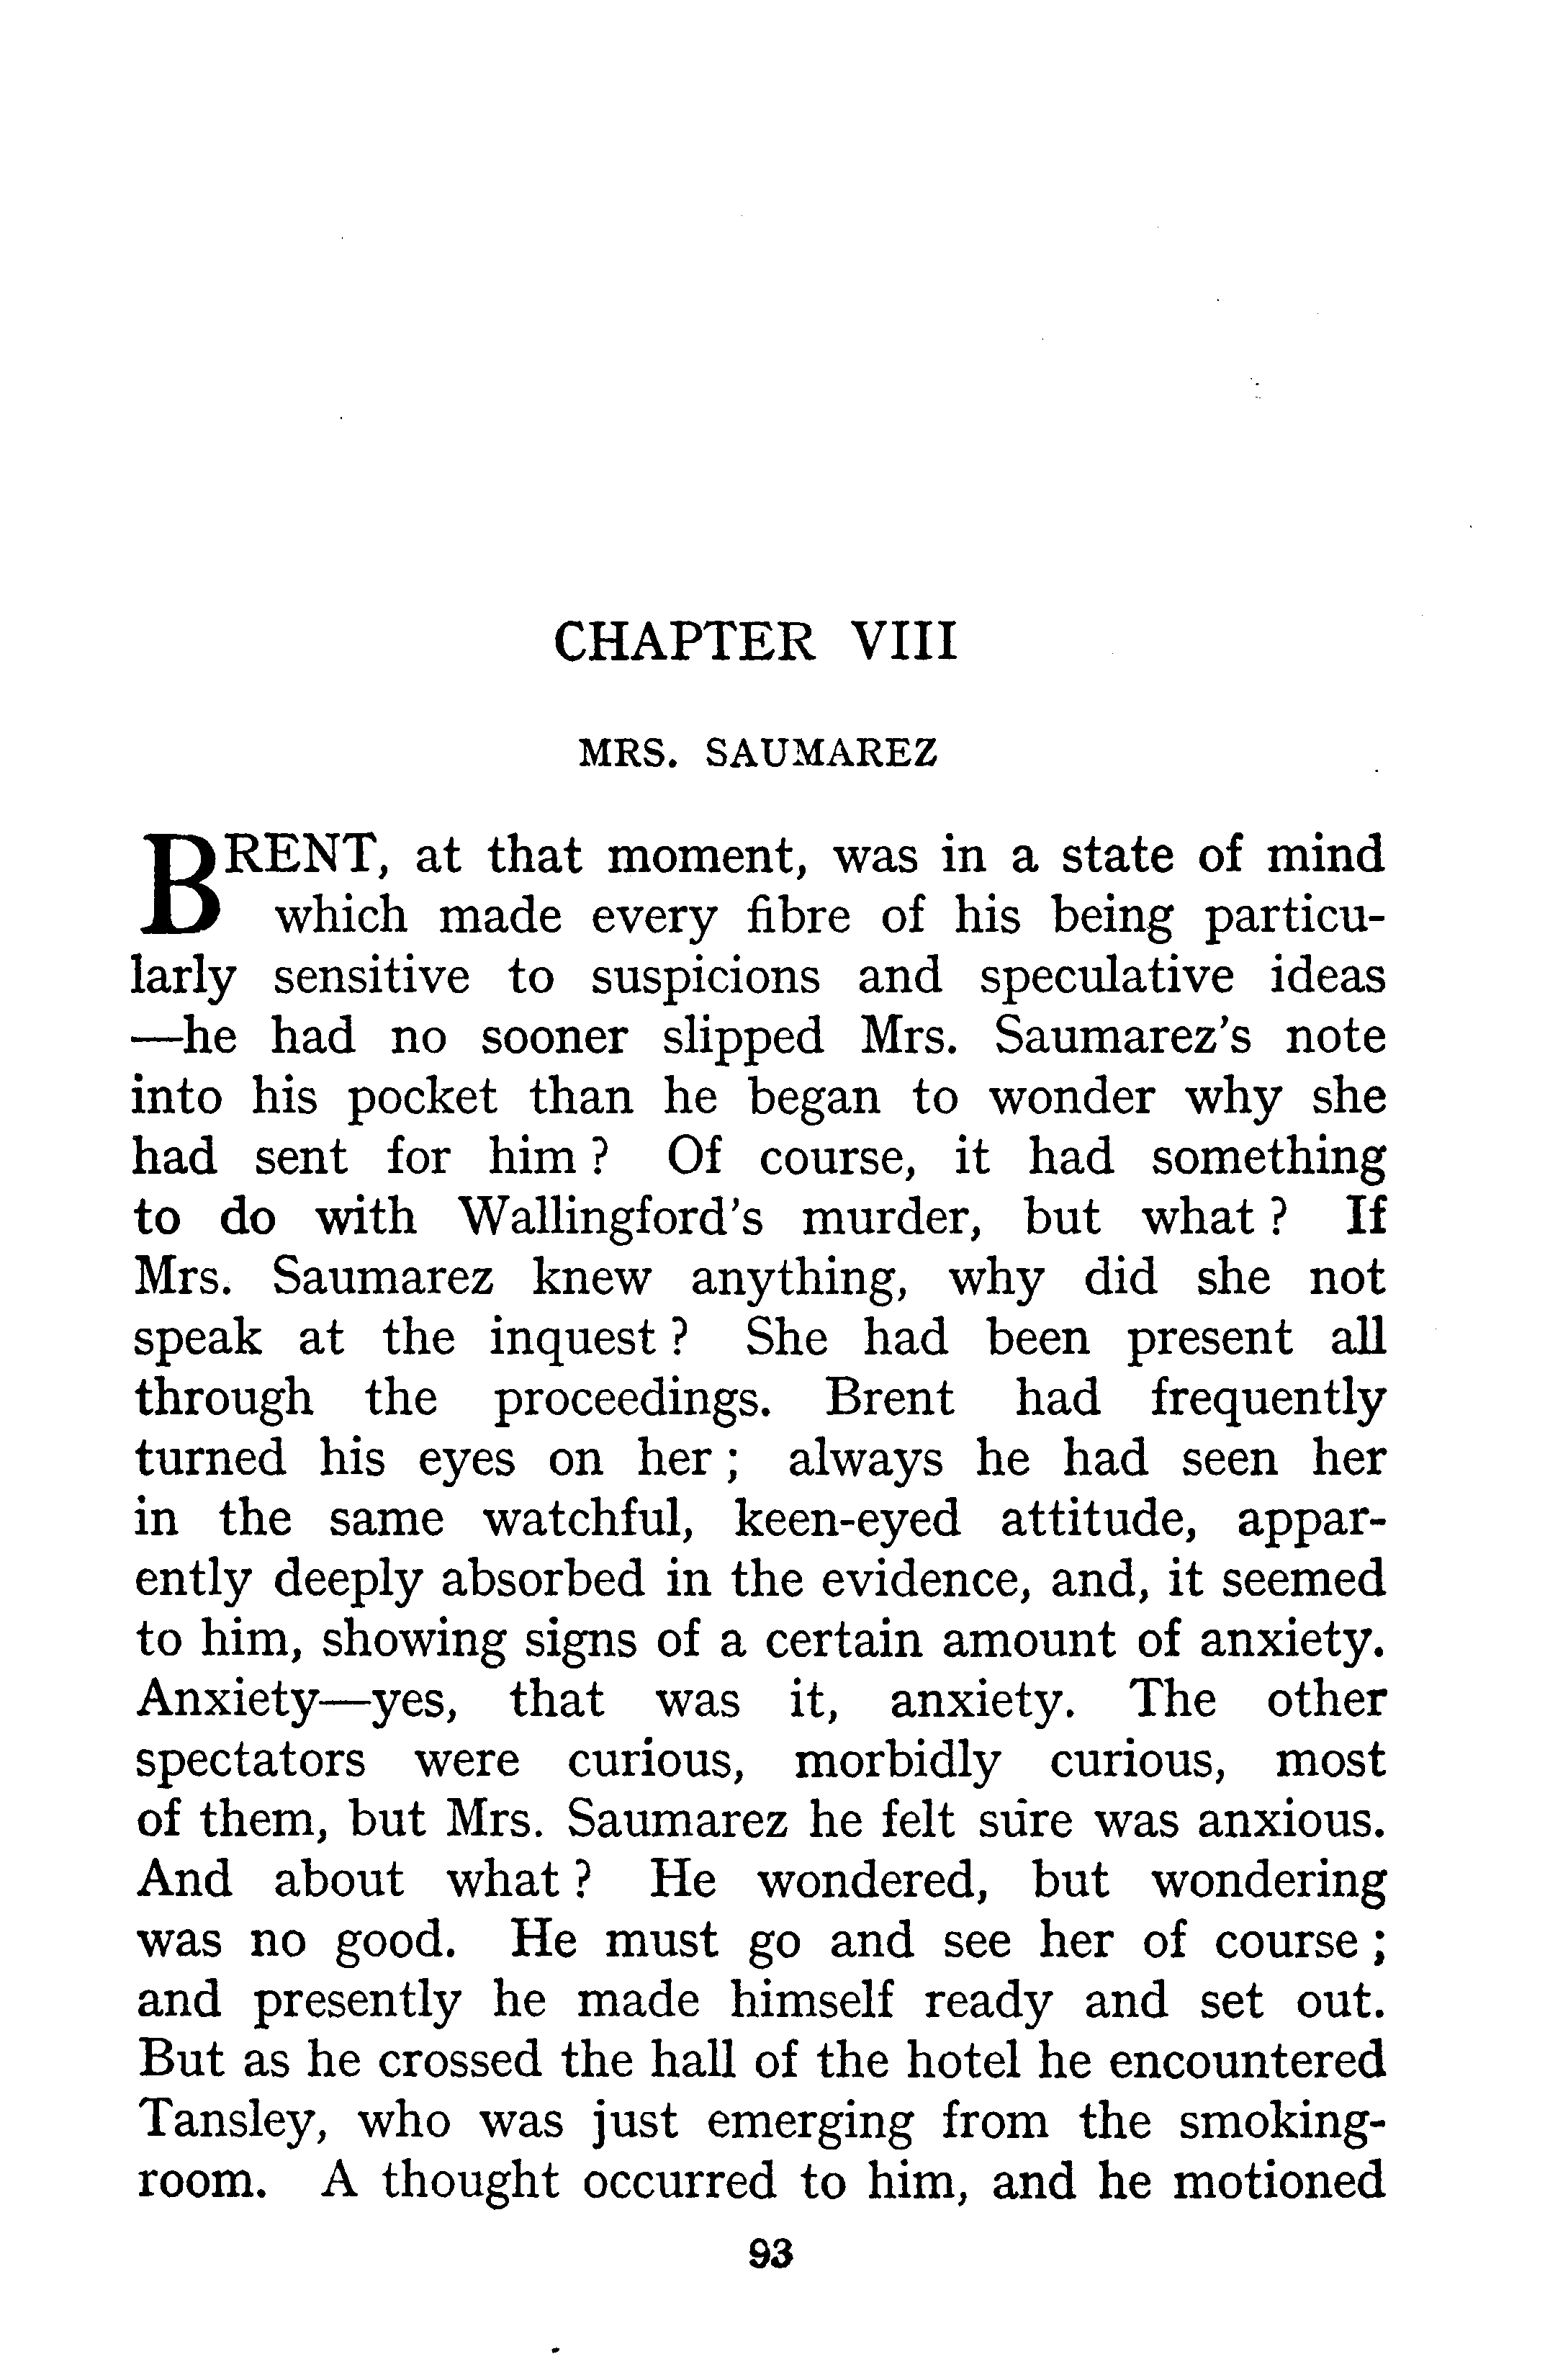 CHAPTER VIII
MRS. SAUMAREZ
BRENT, at that moment, was in a state of mind
which made every fibre of his being particu-
larly sensitive to suspicions and speculative ideas
—he had no sooner slipped Mrs. Saumarez's note
into his pocket than he began to wonder why she
had sent for him ? Of course, it had something
to do with Wallingford's murder, but what ? If
Mrs. Saumarez knew anything, why did she not
speak at the inquest ? She had been present all
through the proceedings. Brent had frequently
turned his eyes on her ; always he had seen her
in the same watchful, keen-eyed attitude, appar-
ently deeply absorbed in the evidence, and, it seemed
to him, showing signs of a certain amount of anxiety.
Anxiety—yes, that was it, anxiety. The other
spectators were curious, morbidly curious, most
of them, but Mrs. Saumarez he felt sure was anxious.
And about what ? He wondered, but wondering
was no good. He must go and see her of course ;
and presently he made himself ready and set out.
But as he crossed the hall of the hotel he encountered
Tansley, who was just emerging from the smoking-
room. A thought occurred to him, and he motioned
93